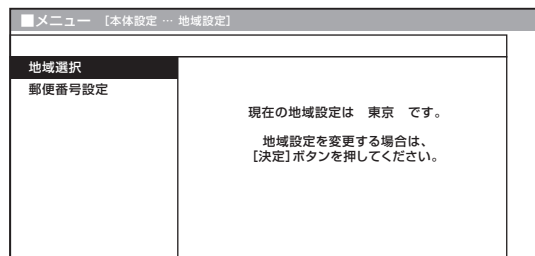 ■メニュー [本体設定 … 地域設定]
地域選択
郵便番号設定
現在の地域設定は 東京 です。
地域設定を変更する場合は、
[決定]ボタンを押してください。